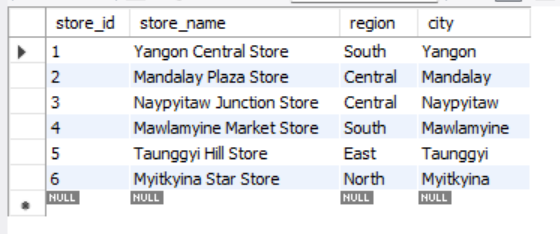 store_id store_name region city
1 Yangon Central Store South Yangon
2 Mandalay Plaza Store Central Mandalay
3 Naypyitaw Junction Store Central Naypyitaw
4 Mawlamyine Market Store South Mawlamyine
5 Taunggyi Hill Store East Taunggyi
6 Myitkyina Star Store North Myitkyina
NULL NULL NULL NULL